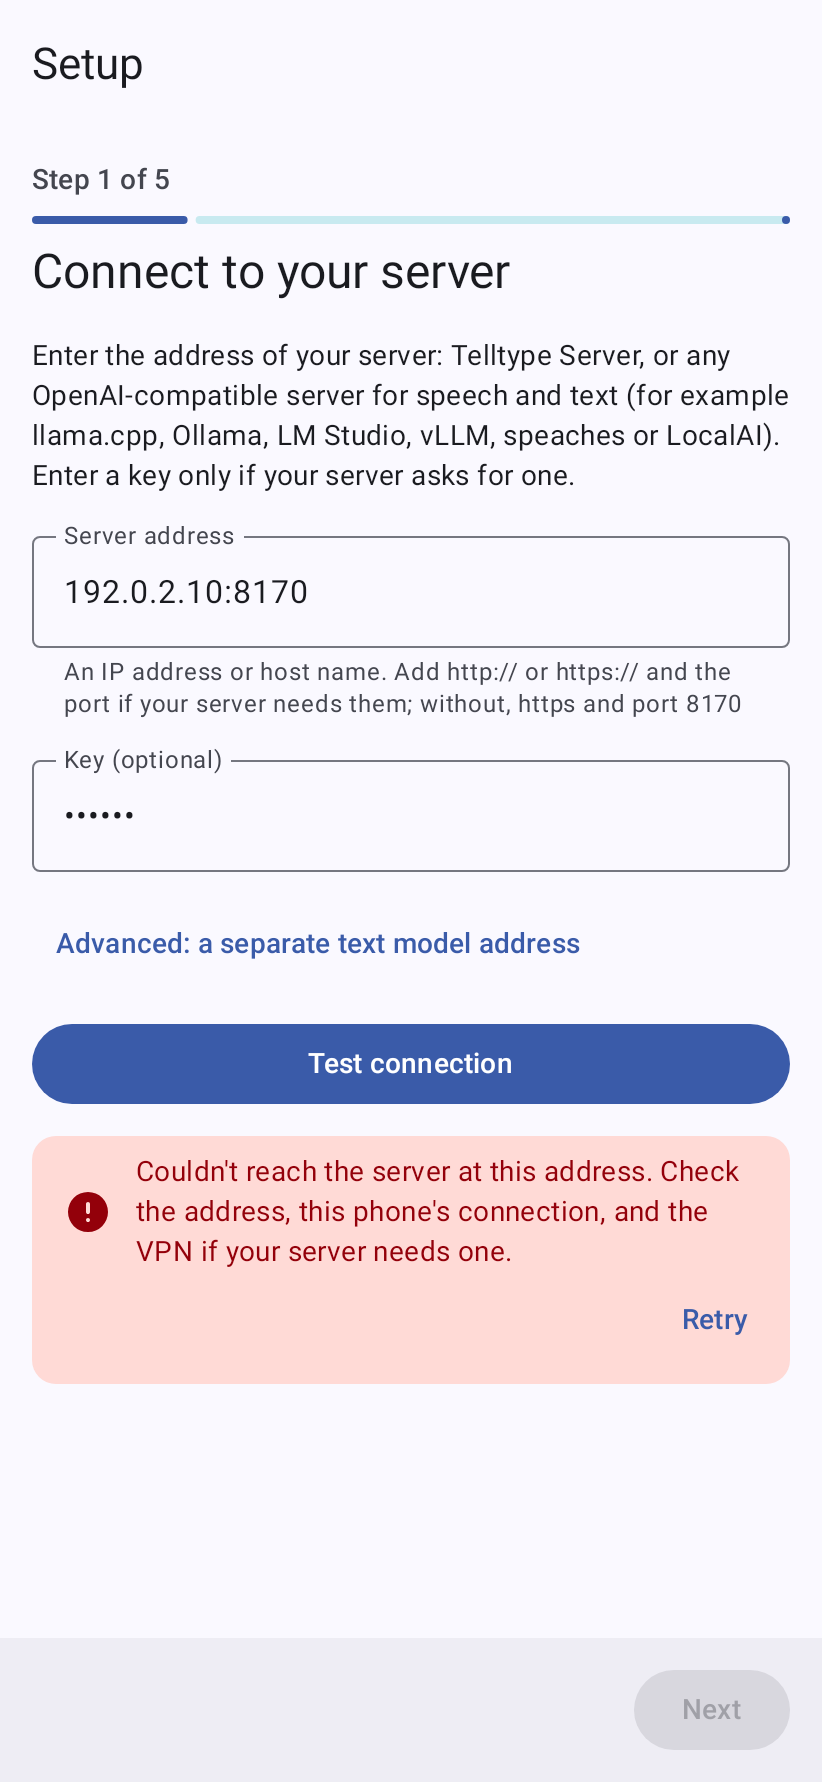 Setup
Step 1 of 5
Connect to your server
Enter the address of your server: Telltype Server, or any
OpenAI-compatible server for speech and text (for example
llama.cpp, Ollama, LM Studio, vLLM, speaches or LocalAI).
Enter a key only if your server asks for one.
Server address
192.0.2.10:8170
An IP address or host name. Add http:// or https:// and the
port if your server needs them; without, https and port 8170
Key (optional)
••••••
Advanced: a separate text model address
Test connection
Couldn't reach the server at this address. Check
the address, this phone's connection, and the
VPN if your server needs one.
Retry
Next